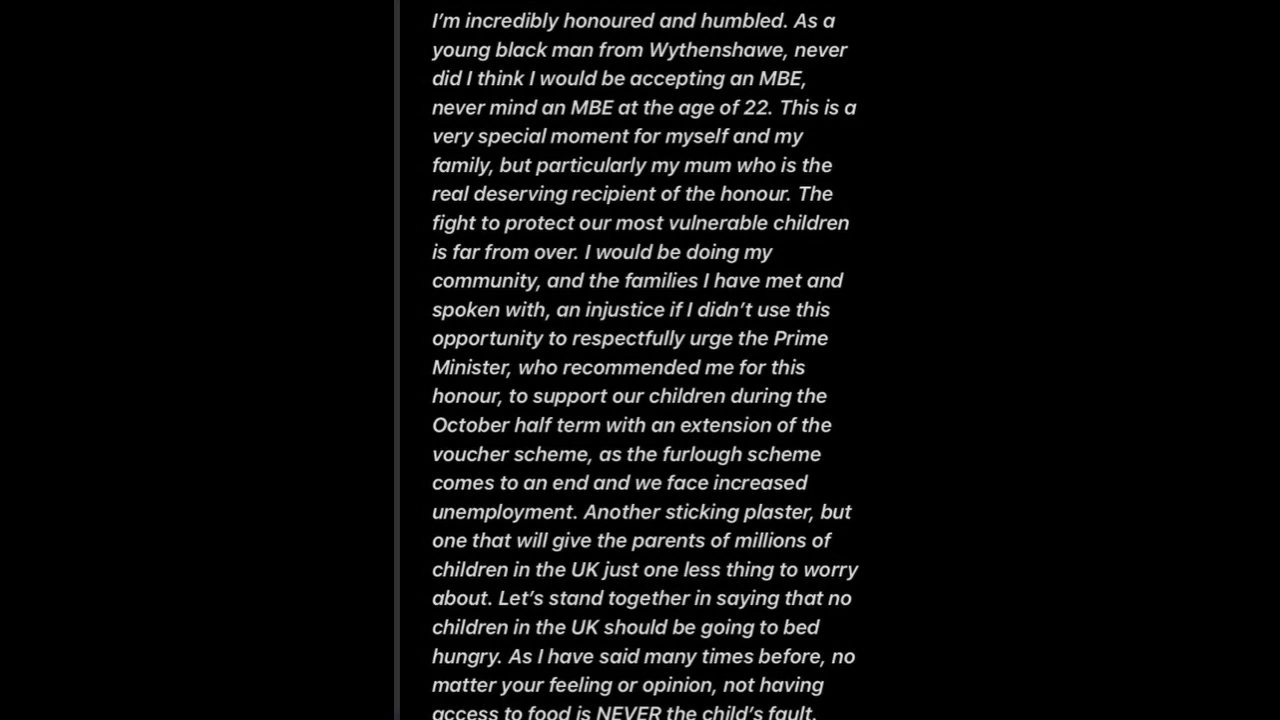 I’m incredibly honoured and humbled. As a
young black man from Wythenshawe, never
did I think I would be accepting an MBE,
never mind an MBE at the age of 22. This is a
very special moment for myself and my
family, but particularly my mum who is the
real deserving recipient of the honour. The
fight to protect our most vulnerable children
is far from over. I would be doing my
community, and the families I have met and
spoken with, an injustice if I didn’t use this
opportunity to respectfully urge the Prime
Minister, who recommended me for this
honour, to support our children during the
October half term with an extension of the
voucher scheme, as the furlough scheme
comes to an end and we face increased
unemployment. Another sticking plaster, but
one that will give the parents of millions of
children in the UK just one less thing to worry
about. Let’s stand together in saying that no
children in the UK should be going to bed
hungry. As I have said many times before, no
matter your feeling or opinion, not having
access to food is NEVER the child’s fault.